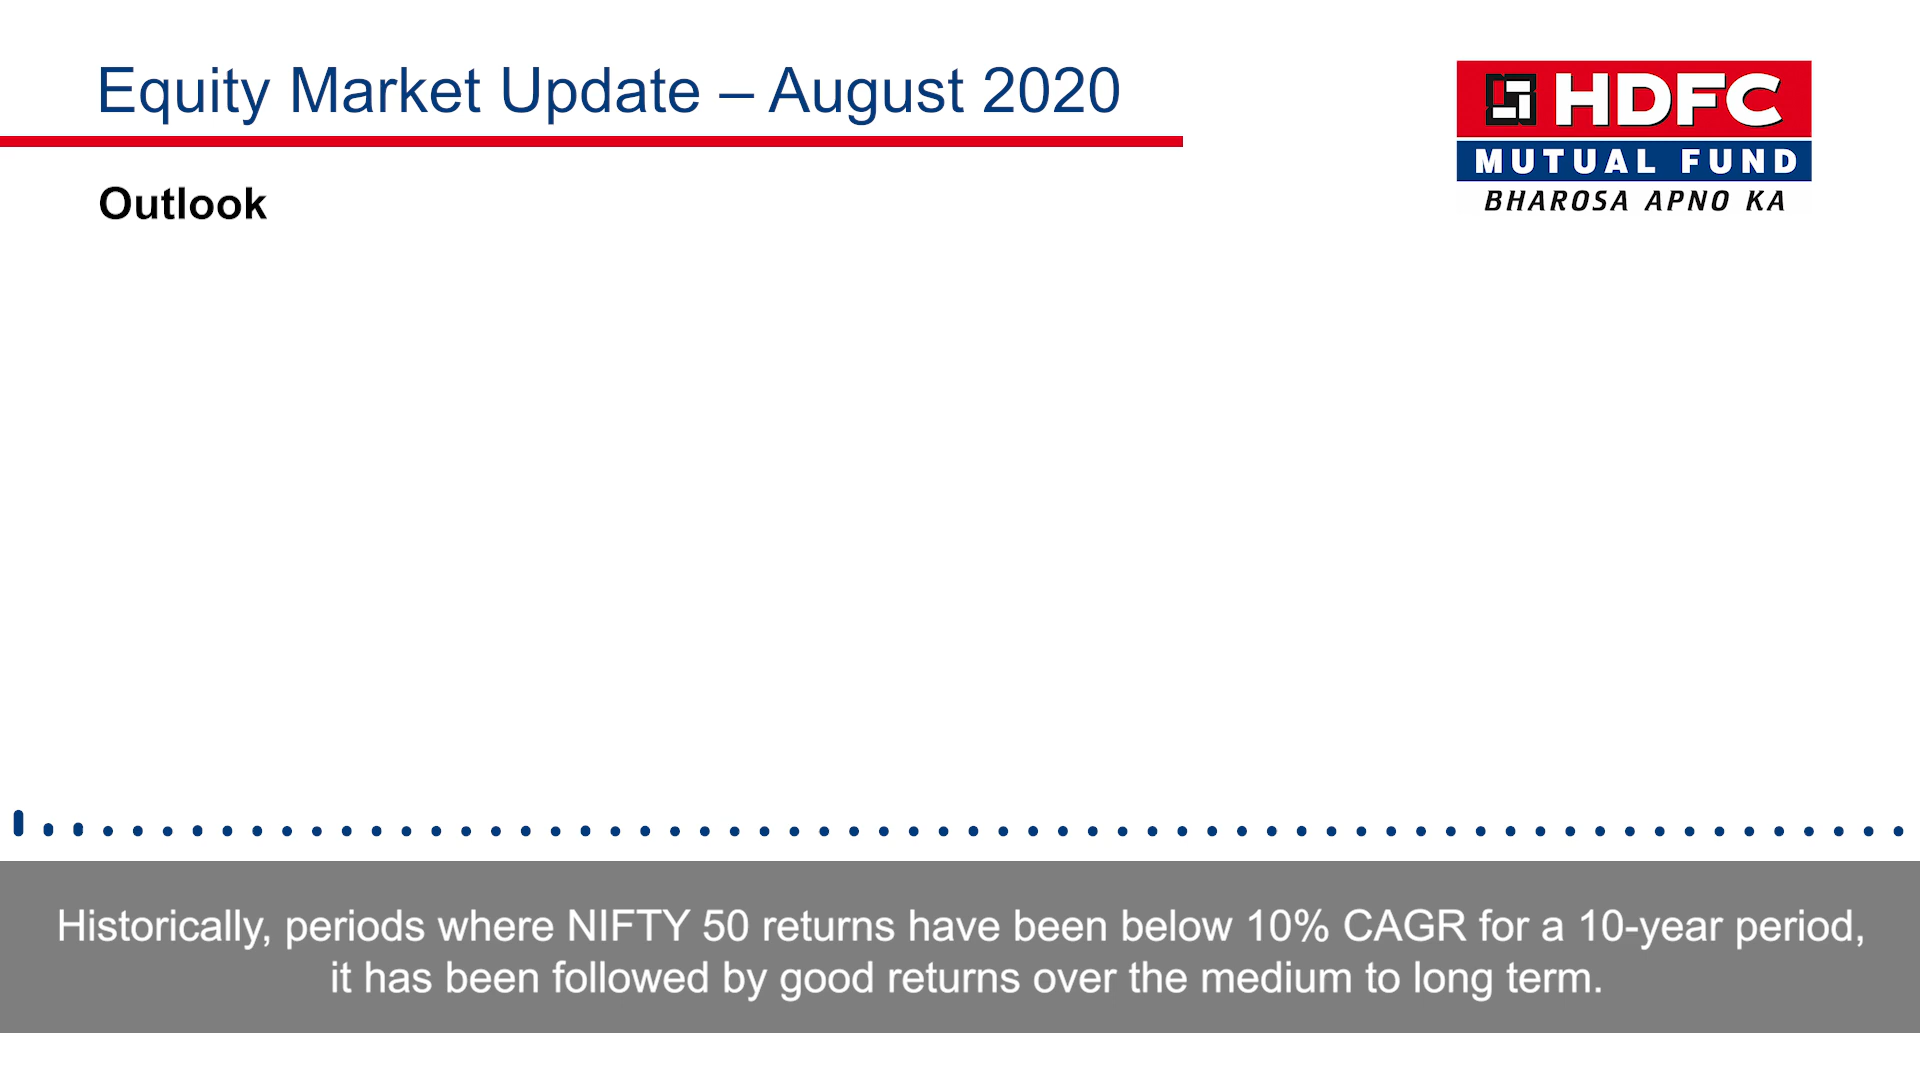 Equity Market Update – August 2020
HDFC
MUTUAL FUND
BHAROSA APNO KA
Outlook
Historically, periods where NIFTY 50 returns have been below 10% CAGR for a 10-year period,
it has been followed by good returns over the medium to long term.